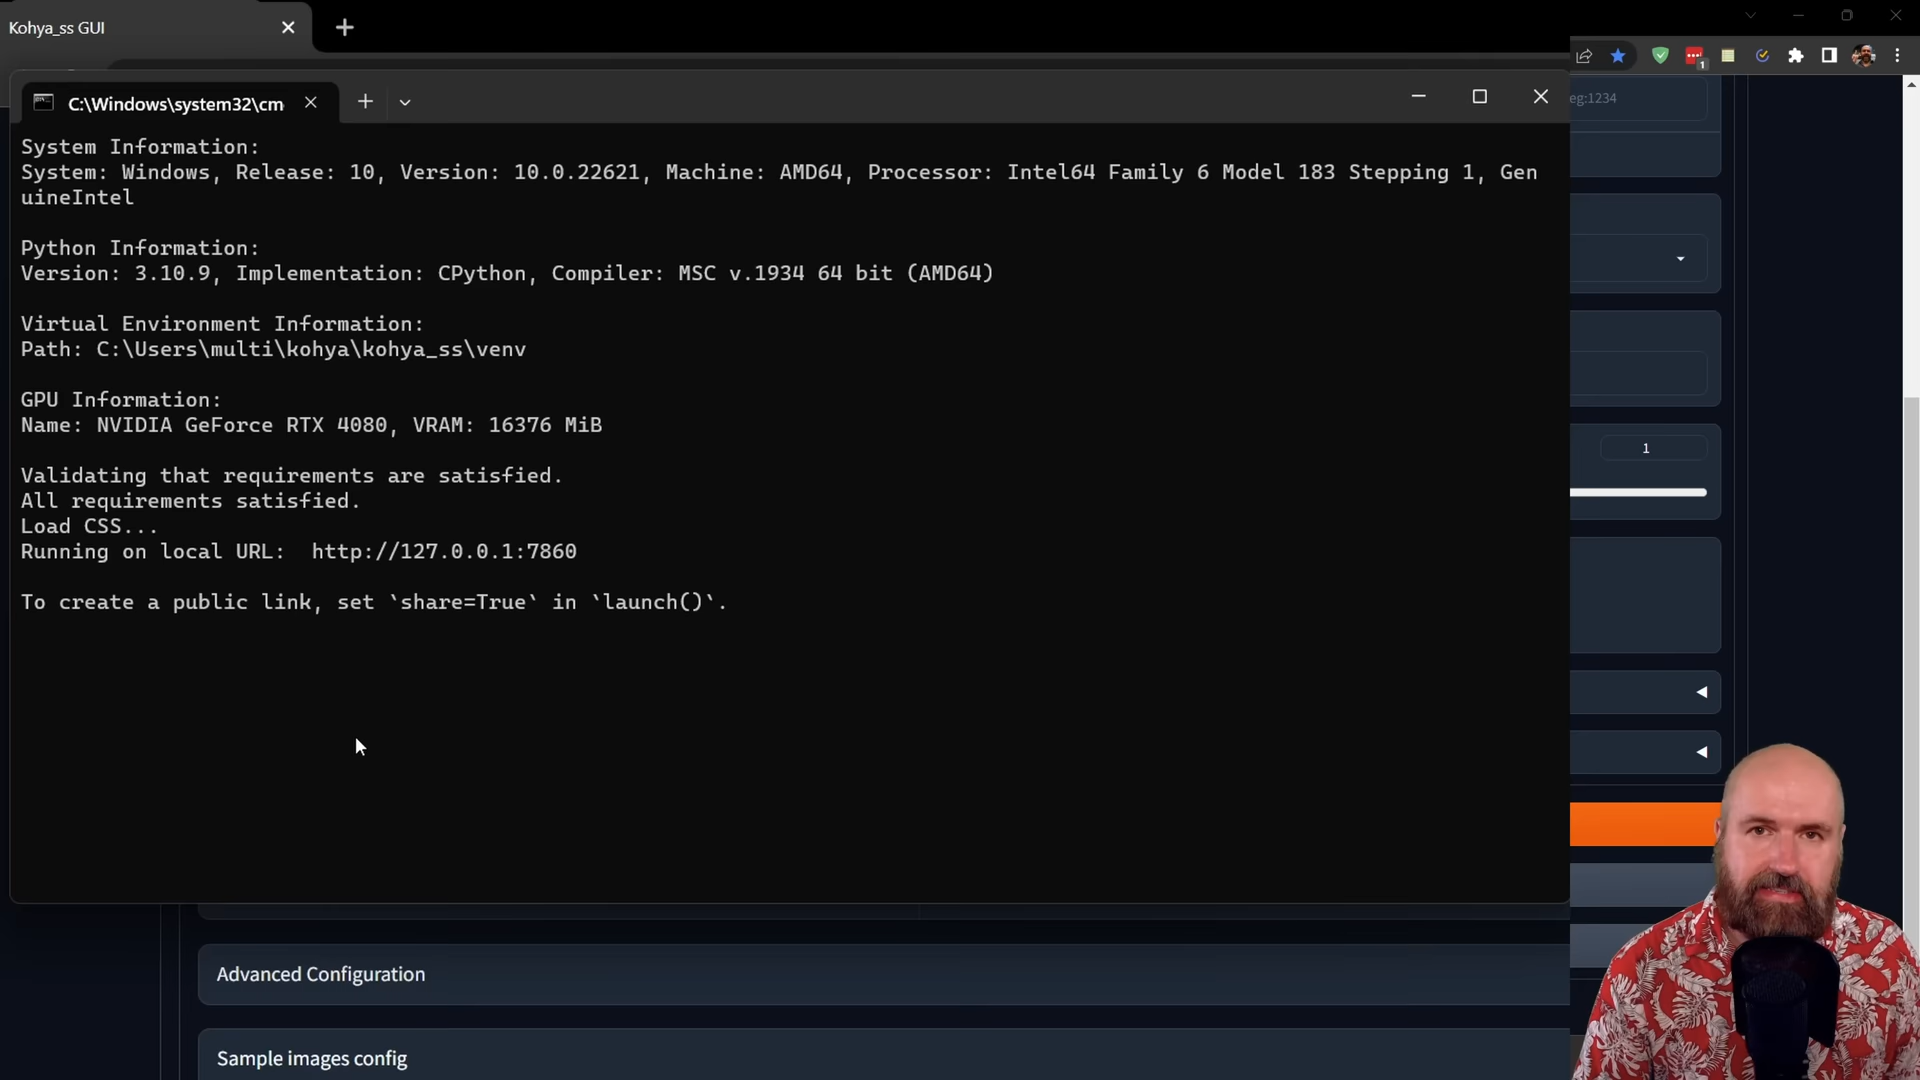 Kohya_ss GUI
1
C:\Windows\system32\cm
eg:1234
System Information:
System: Windows, Release: 10, Version: 10.0.22621, Machine: AMD64, Processor: Intel64 Family 6 Model 183 Stepping 1, Gen
uineIntel
Python Information:
Version: 3.10.9, Implementation: CPython, Compiler: MSC v.1934 64 bit (AMD64)
Virtual Environment Information:
Path: C:\Users\multi\kohya\kohya_ss\venv
GPU Information:
Name: NVIDIA GeForce RTX 4080, VRAM: 16376 MiB
1
Validating that requirements are satisfied.
All requirements satisfied.
Load CSS...
Running on local URL:  http://127.0.0.1:7860
To create a public link, set `share=True` in `launch()`.
Advanced Configuration
Sample images config